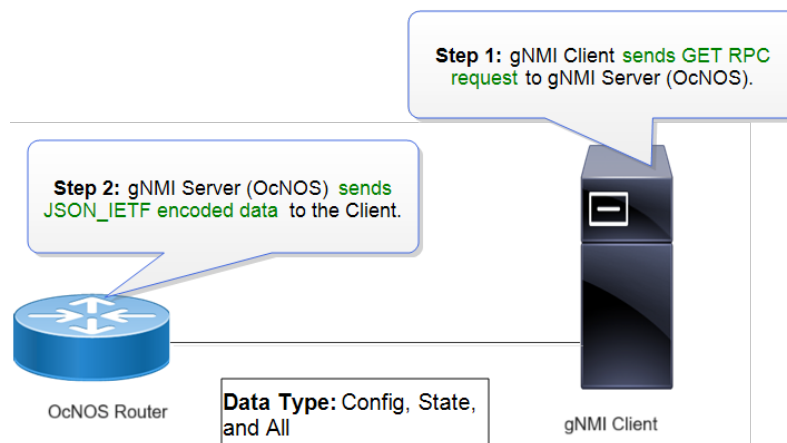 Step 1: gNMI Client sends GET RPC
request to gNMI Server (OcNOS).
Step 2: gNMI Server (OcNOS) sends
JSON_IETF encoded data to the Client.
OcNOS Router
Data Type: Config, State,
and All
gNMI Client